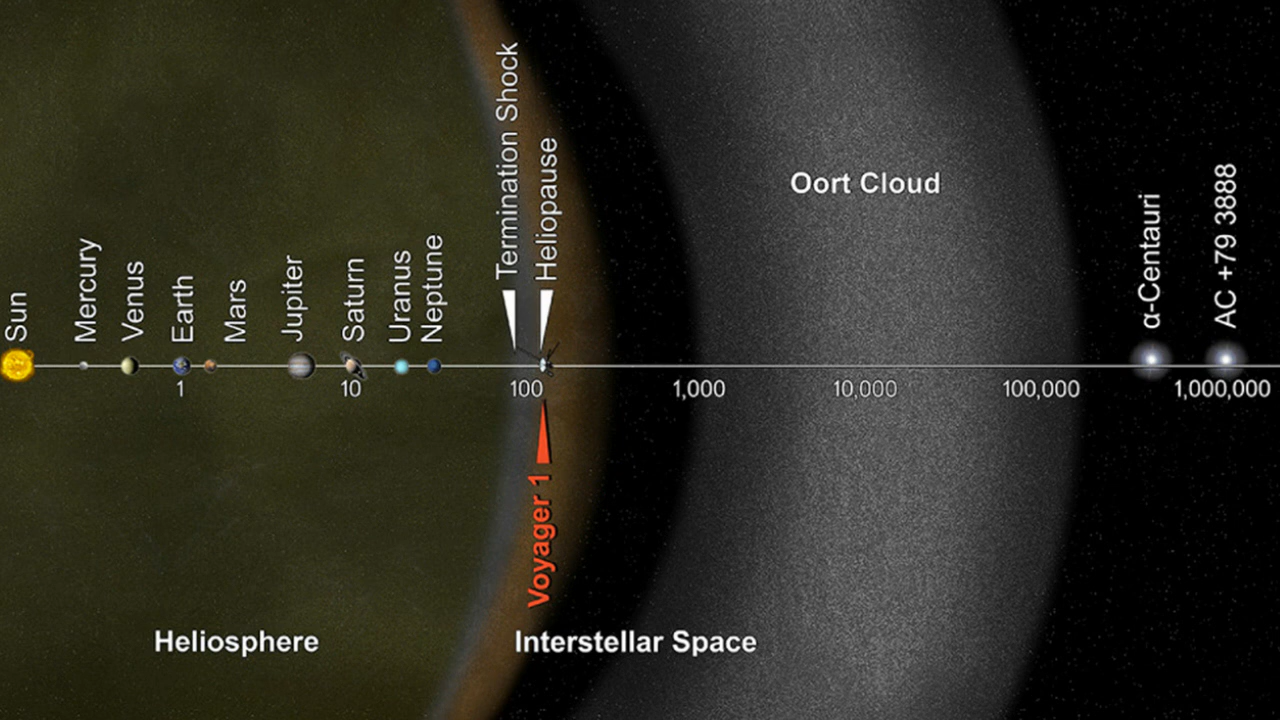 Sun
Mercury
Venus
Earth
Mars
Jupiter
Saturn
Uranus
Neptune
Termination Shock
Heliopause
Oort Cloud
α-Centauri
AC +79 3888
1
10
100
1,000
10,000
100,000
1,000,000
Voyager 1
Heliosphere
Interstellar Space